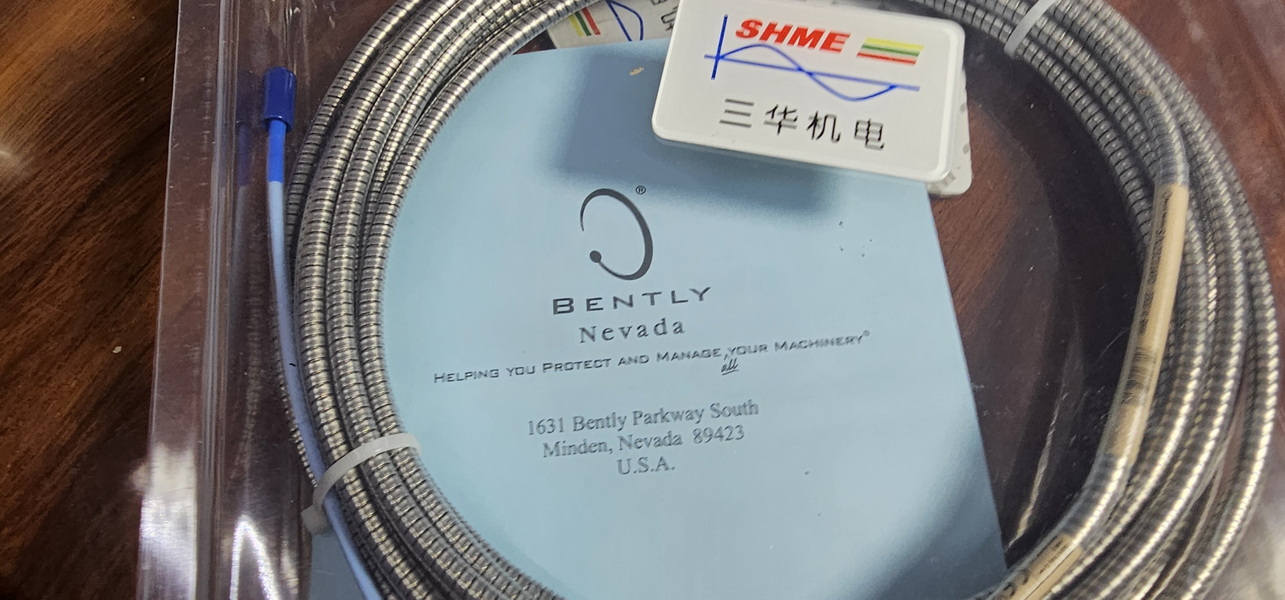 SHME
三华机电
®
BENTLY
Nevada
HELPING YOU PROTECT AND MANAGE all YOUR MACHINERY®
1631 Bently Parkway South
Minden, Nevada 89423
U.S.A.